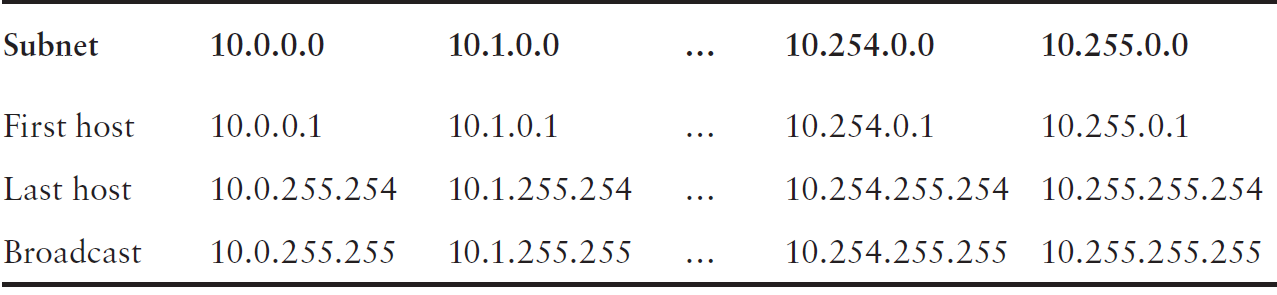 Subnet 10.0.0.0 10.1.0.0 ... 10.254.0.0 10.255.0.0
First host 10.0.0.1 10.1.0.1 ... 10.254.0.1 10.255.0.1
Last host 10.0.255.254 10.1.255.254 ... 10.254.255.254 10.255.255.254
Broadcast 10.0.255.255 10.1.255.255 ... 10.254.255.255 10.255.255.255